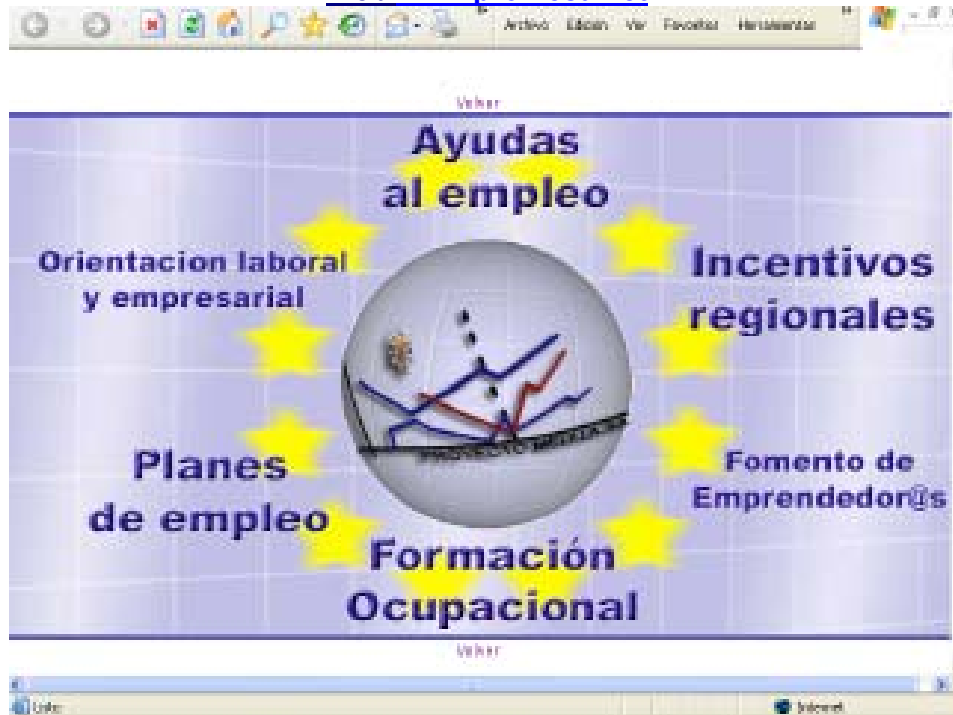 Archivo Edición Ver Favoritos Herramientas
Volver
Ayudas
al empleo
Orientacion laboral
y empresarial
Incentivos
regionales
Planes
de empleo
Fomento de
Emprendedor@s
Formación
Ocupacional
Volver
Listo
Internet